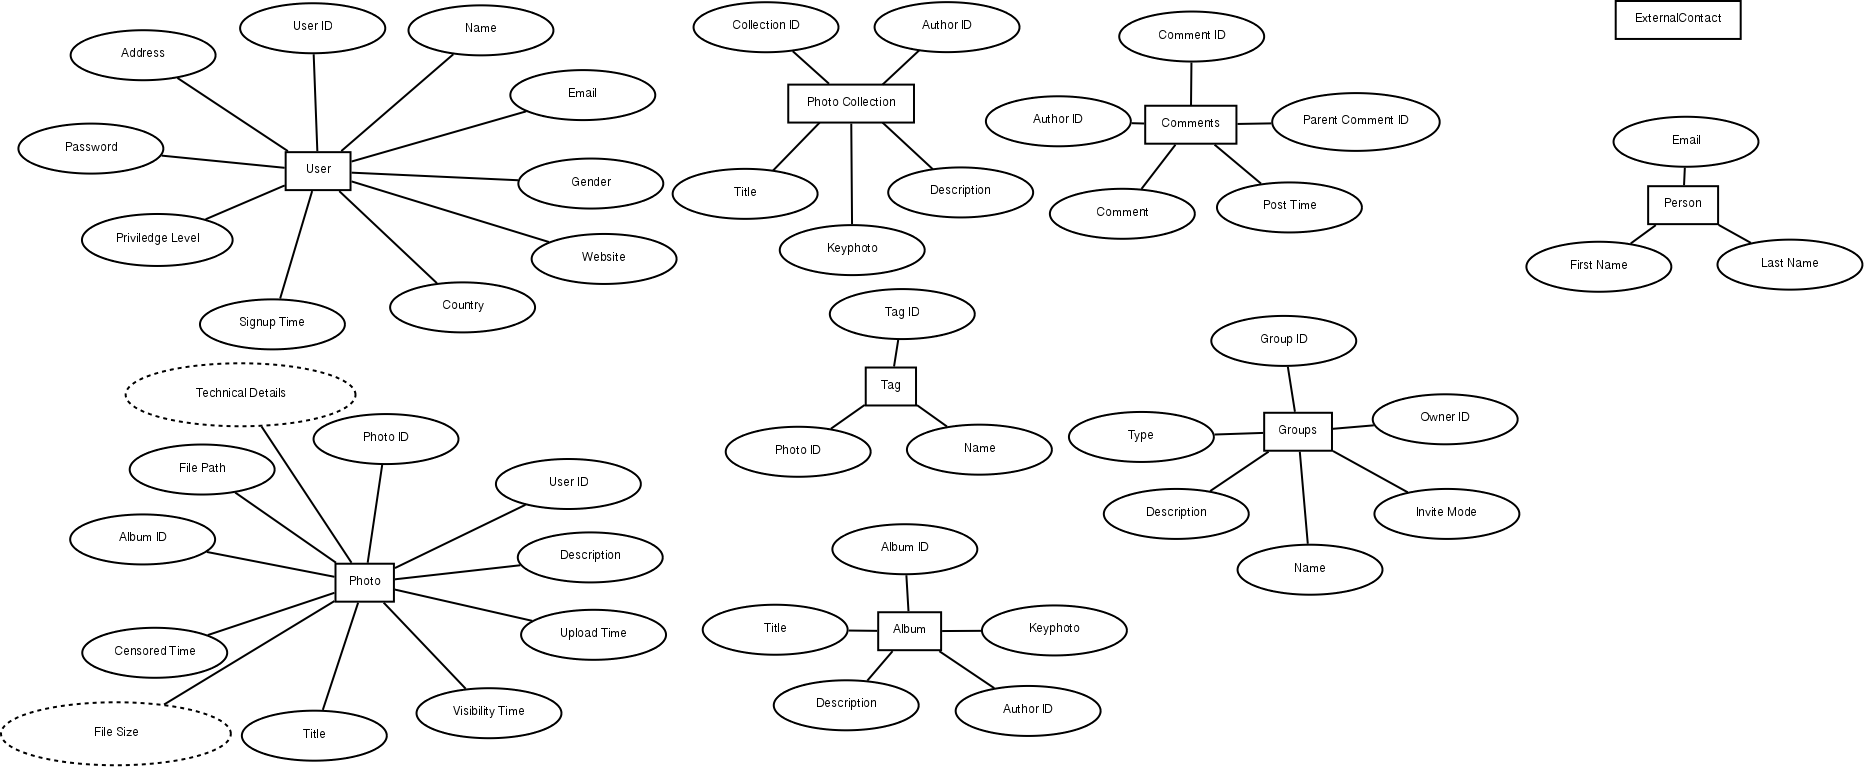 User ID
Name
Address
Email
Password
User
Gender
Priviledge Level
Website
Signup Time
Country
Collection ID
Author ID
Photo Collection
Title
Description
Keyphoto
Comment ID
Author ID
Comments
Parent Comment ID
Comment
Post Time
ExternalContact
Email
Person
First Name
Last Name
Tag ID
Tag
Photo ID
Name
Group ID
Type
Groups
Owner ID
Description
Invite Mode
Name
Technical Details
Photo ID
File Path
User ID
Album ID
Description
Photo
Censored Time
Upload Time
File Size
Title
Visibility Time
Album ID
Title
Album
Keyphoto
Description
Author ID